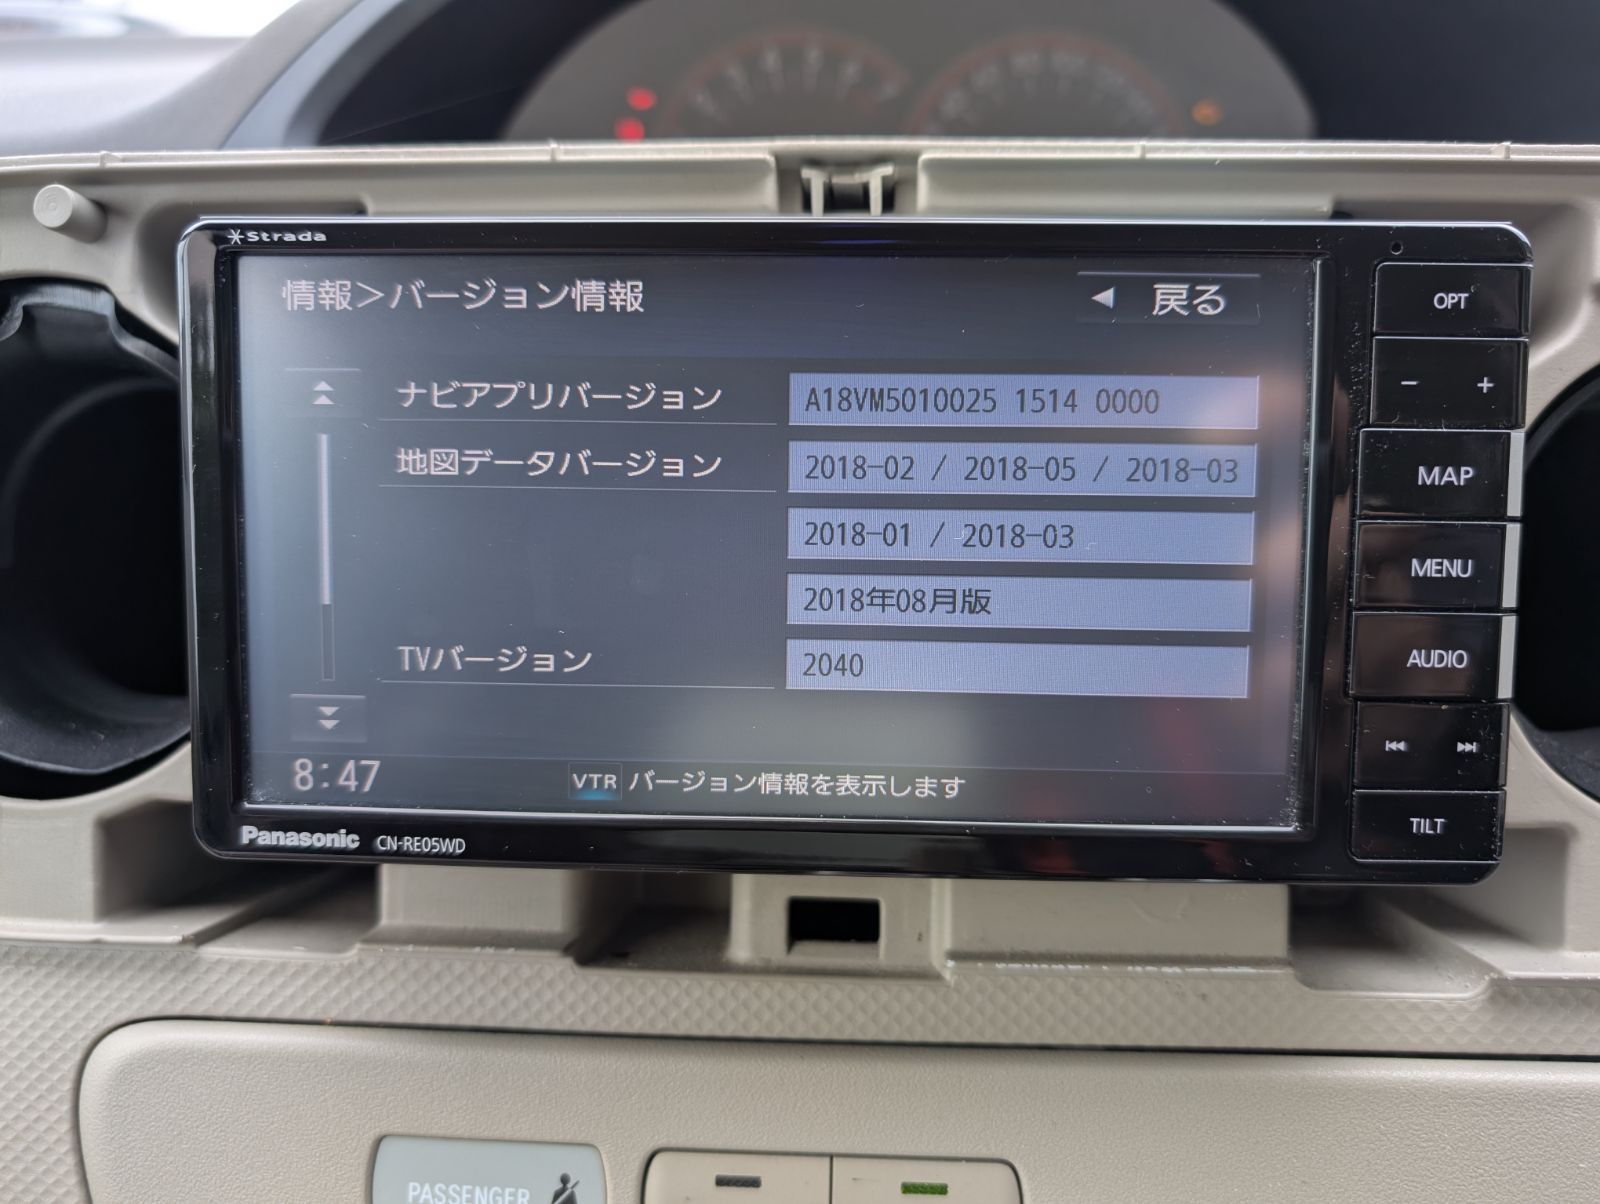 Strada
情報＞バージョン情報
戻る
ナビアプリバージョン
A18VM5010025 1514 0000
地図データバージョン
2018-02 / 2018-05 / 2018-03
2018-01 / 2018-03
2018年08月版
TVバージョン
2040
8:47
VTR バージョン情報を表示します
Panasonic CN-RE05WD
OPT
− +
MAP
MENU
AUDIO
TILT
PASSENGER